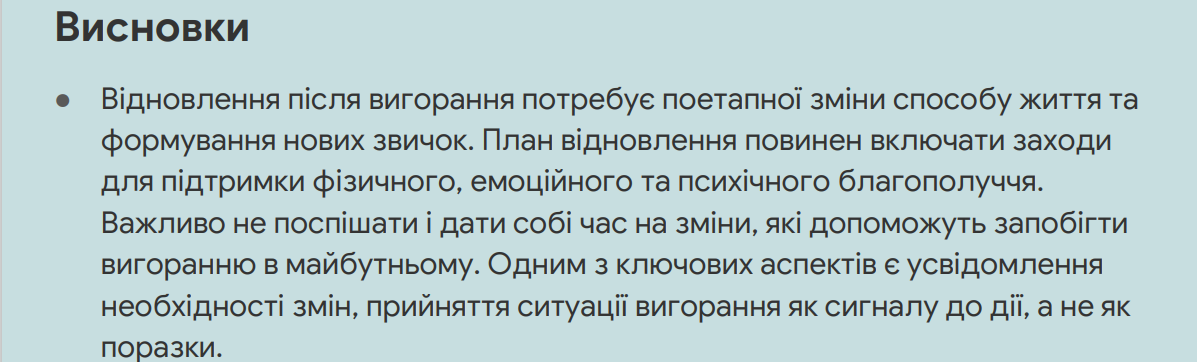 Висновки
● Відновлення після вигорання потребує поетапної зміни способу життя та
формування нових звичок. План відновлення повинен включати заходи
для підтримки фізичного, емоційного та психічного благополуччя.
Важливо не поспішати і дати собі час на зміни, які допоможуть запобігти
вигоранню в майбутньому. Одним з ключових аспектів є усвідомлення
необхідності змін, прийняття ситуації вигорання як сигналу до дії, а не як
поразки.